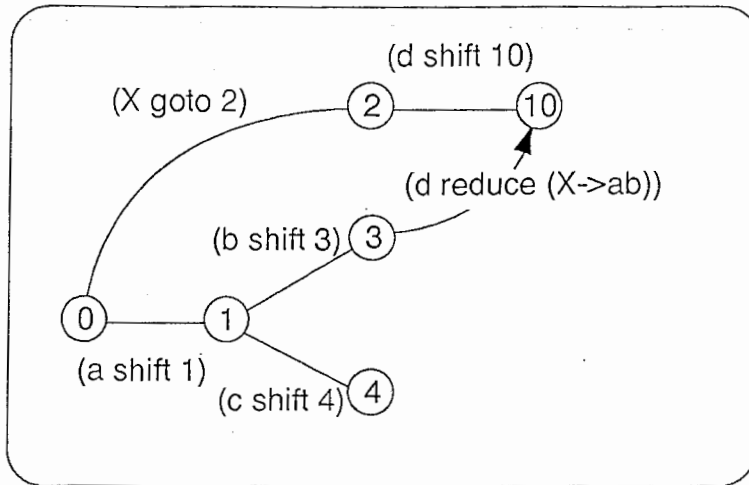 (d shift 10)
(X goto 2)
2
10
(d reduce (X->ab))
(b shift 3)
3
0
1
(a shift 1)
(c shift 4)
4